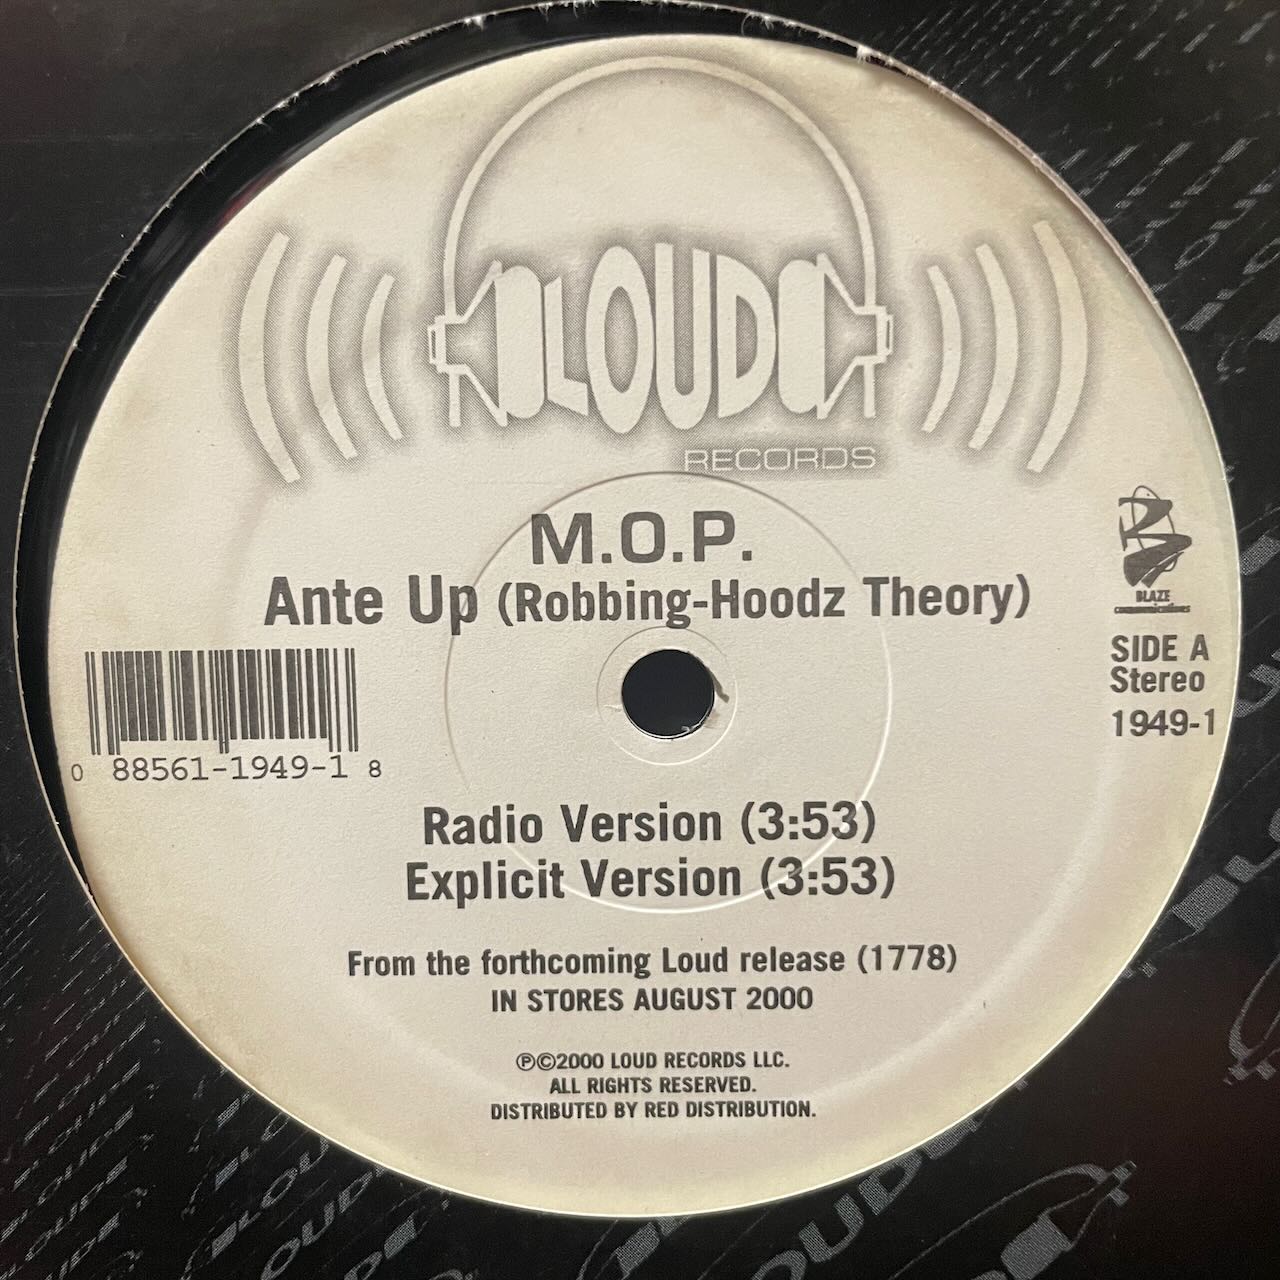 LOUD
RECORDS
M.O.P.
Ante Up (Robbing-Hoodz Theory)
BLAZE
communications
SIDE A
Stereo
1949-1
0 88561-1949-1 8
Radio Version (3:53)
Explicit Version (3:53)
From the forthcoming Loud release (1778)
IN STORES AUGUST 2000
℗©2000 LOUD RECORDS LLC.
ALL RIGHTS RESERVED.
DISTRIBUTED BY RED DISTRIBUTION.